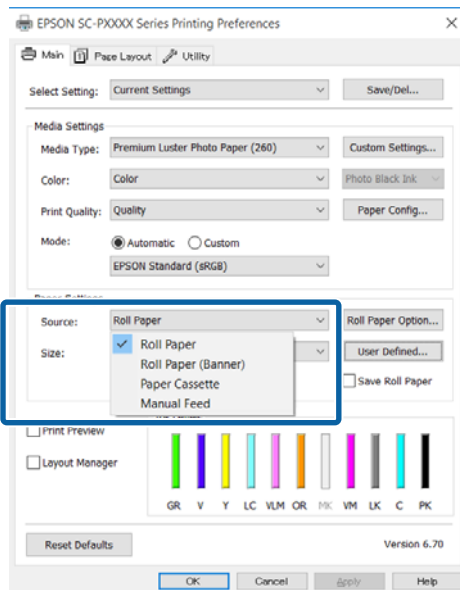 EPSON SC-PXXXX Series Printing Preferences
Main Page Layout Utility
Select Setting: Current Settings Save/Del...
Media Settings
Media Type: Premium Luster Photo Paper (260) Custom Settings...
Color: Color Photo Black Ink
Print Quality: Quality Paper Config...
Mode: Automatic Custom
EPSON Standard (sRGB)
Paper Settings
Source: Roll Paper Roll Paper Option...
Roll Paper
Size: User Defined...
Roll Paper (Banner)
Paper Cassette Save Roll Paper
Manual Feed
Print Preview
Layout Manager
GR V Y LC VLM OR MK VM LK C PK
Reset Defaults Version 6.70
OK Cancel Apply Help